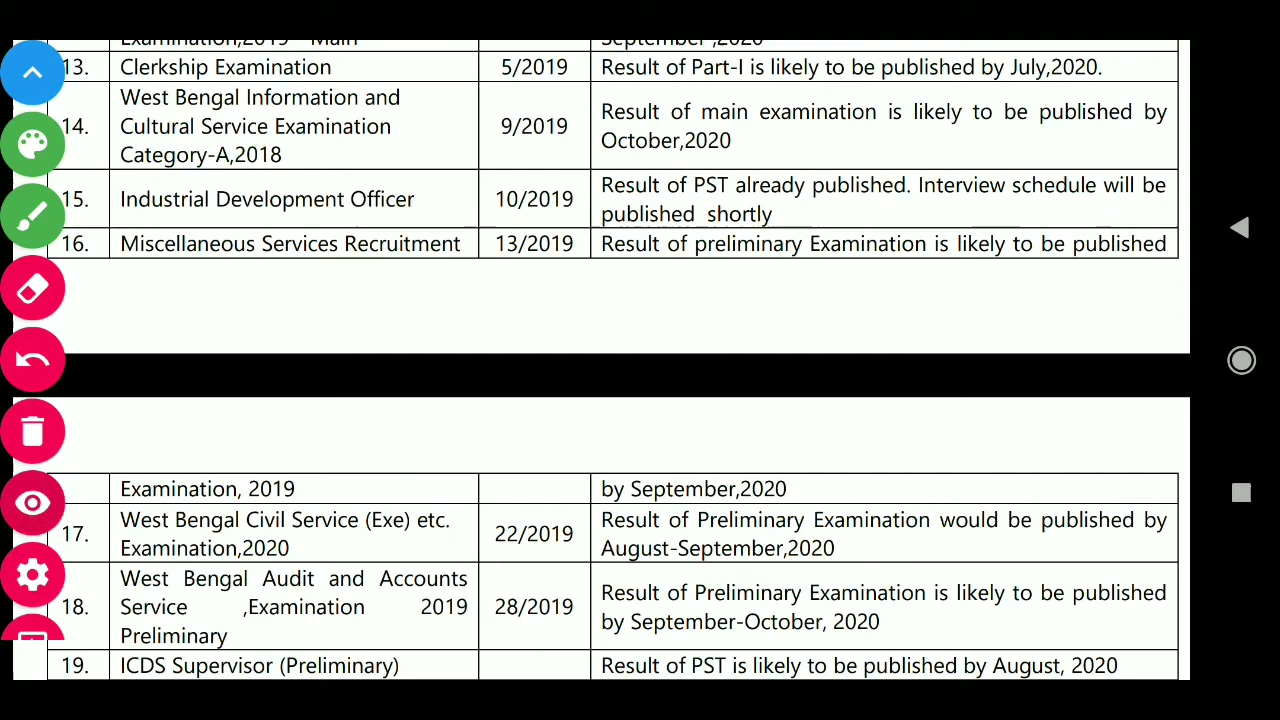 Examination,2019 Main
September ,2020
13. Clerkship Examination 5/2019 Result of Part-I is likely to be published by July,2020.
West Bengal Information and
Cultural Service Examination
Category-A,2018
14. 9/2019
Result of main examination is likely to be published by
October,2020
15. Industrial Development Officer 10/2019
Result of PST already published. Interview schedule will be
published shortly
16. Miscellaneous Services Recruitment 13/2019 Result of preliminary Examination is likely to be published
Examination, 2019 by September,2020
17. West Bengal Civil Service (Exe) etc.
Examination,2020
22/2019
Result of Preliminary Examination would be published by
August-September,2020
18. West Bengal Audit and Accounts
Service ,Examination 2019
Preliminary
28/2019
Result of Preliminary Examination is likely to be published
by September-October, 2020
19. ICDS Supervisor (Preliminary) Result of PST is likely to be published by August, 2020